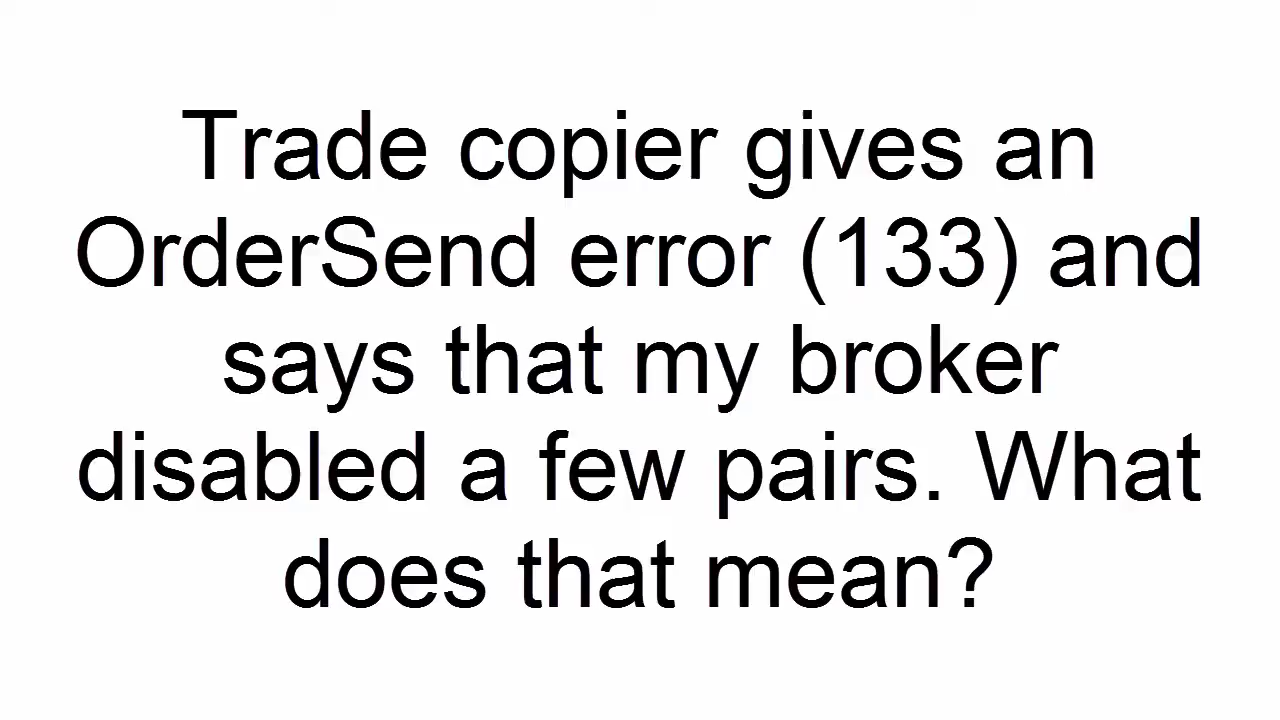 Trade copier gives an
OrderSend error (133) and
says that my broker
disabled a few pairs. What
does that mean?